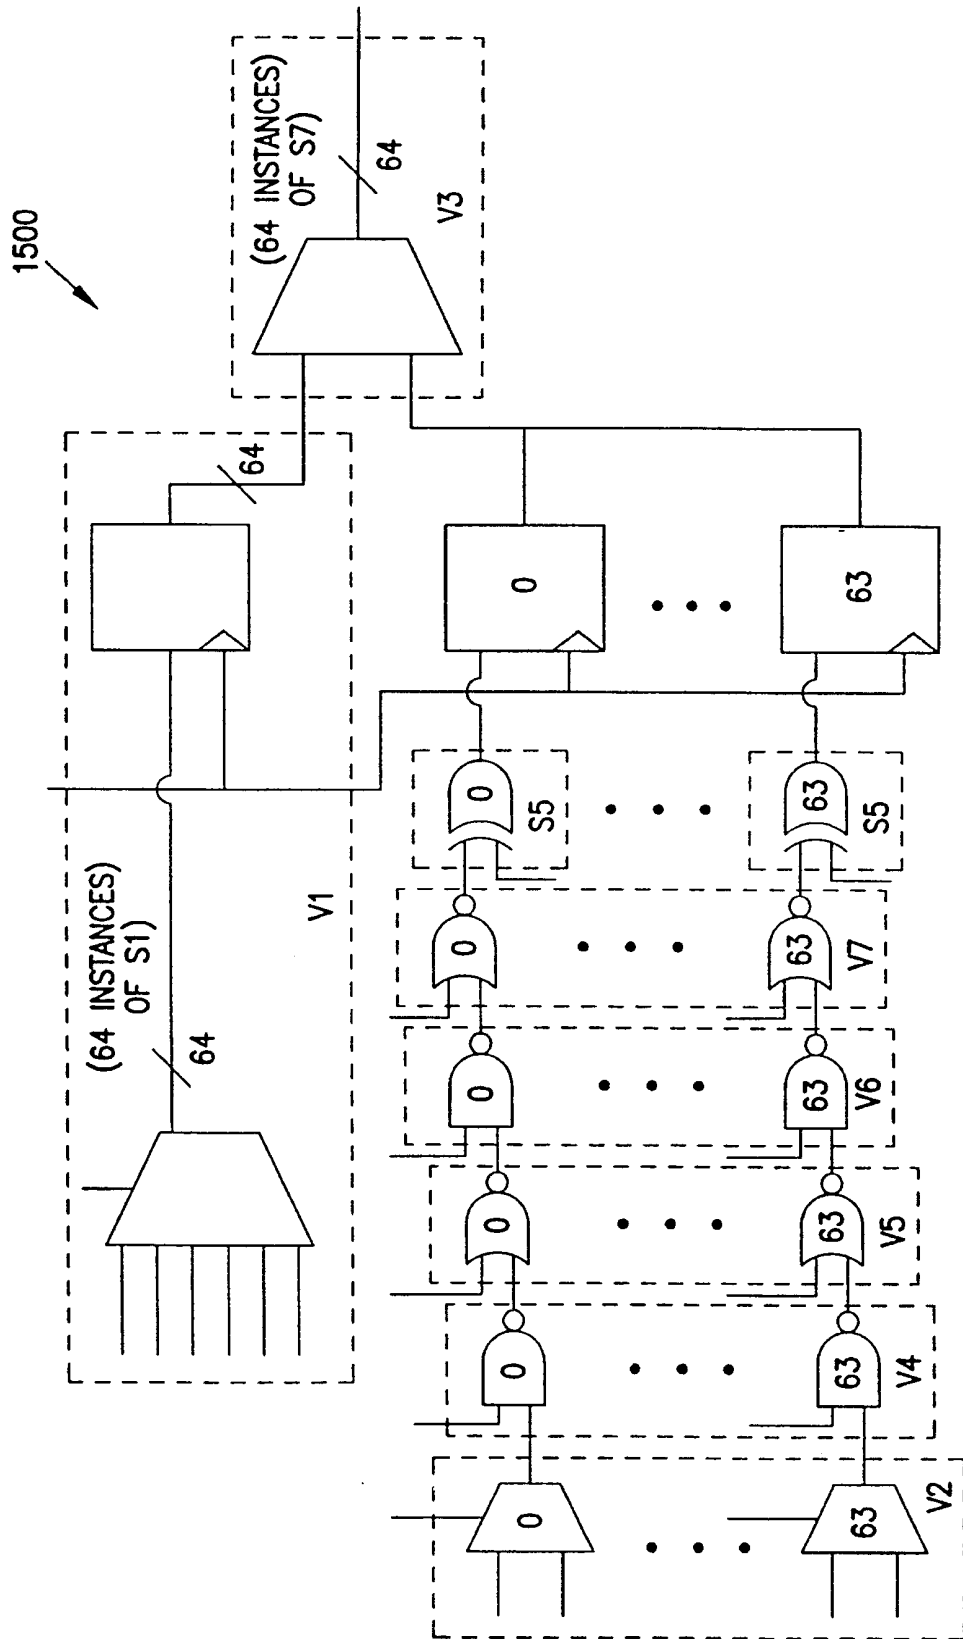 1500
(64 INSTANCES
OF S1)
64
V1
64
(64 INSTANCES
OF S7)
64
V3
0
63
V2
0
63
V4
0
63
V5
0
63
V6
0
63
V7
0
S5
63
S5
0
63